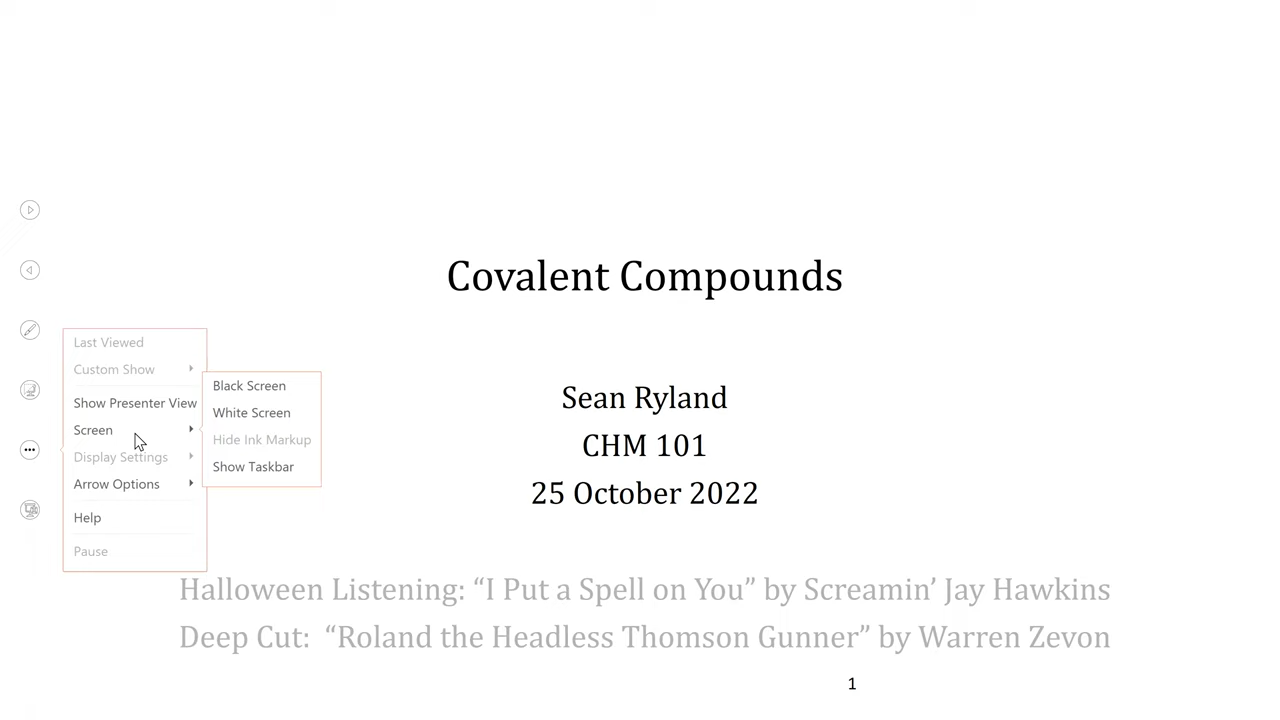 Covalent Compounds
Last Viewed
Custom Show
Show Presenter View
Screen
Display Settings
Arrow Options
Help
Pause
Black Screen
White Screen
Hide Ink Markup
Show Taskbar
Sean Ryland
CHM 101
25 October 2022
Halloween Listening: “I Put a Spell on You” by Screamin’ Jay Hawkins
Deep Cut: “Roland the Headless Thomson Gunner” by Warren Zevon
1